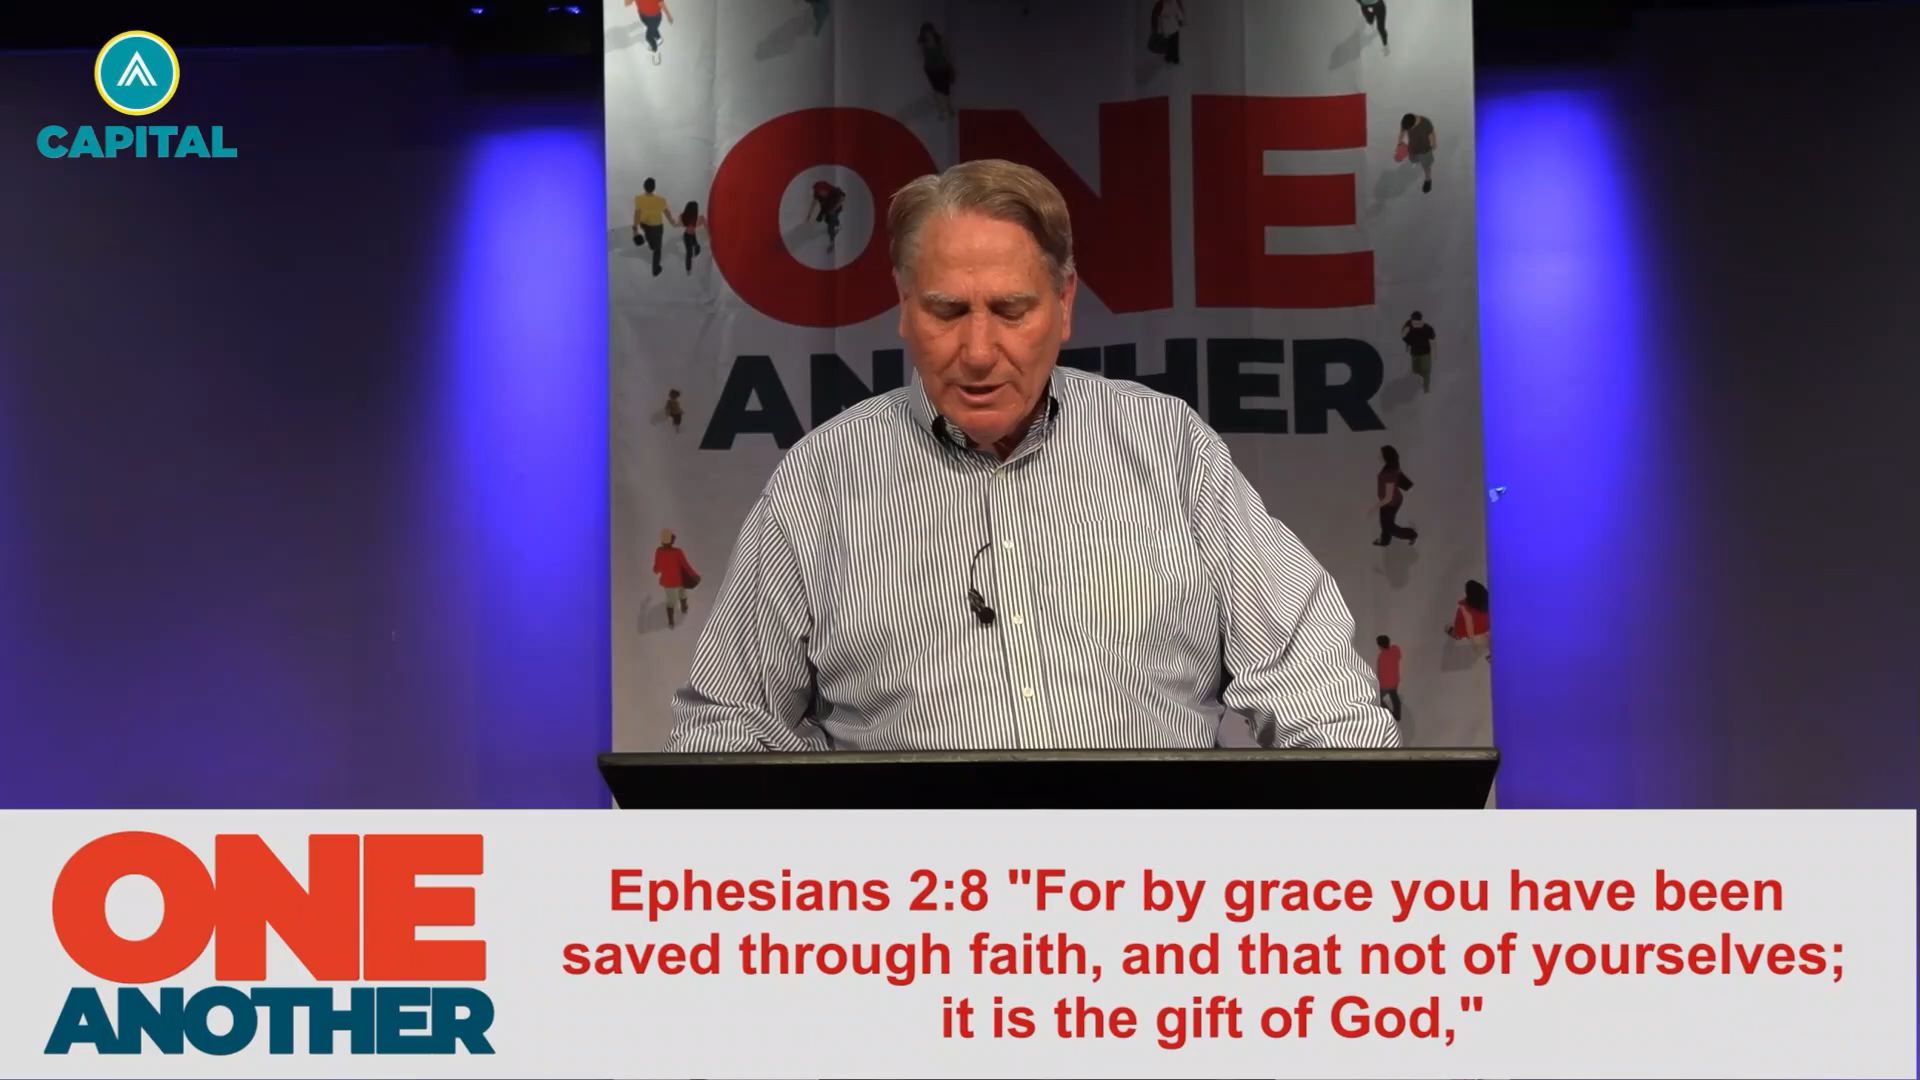 CAPITAL
ONE
ANOTHER
ONE
ANOTHER
Ephesians 2:8 "For by grace you have been
saved through faith, and that not of yourselves;
it is the gift of God,"